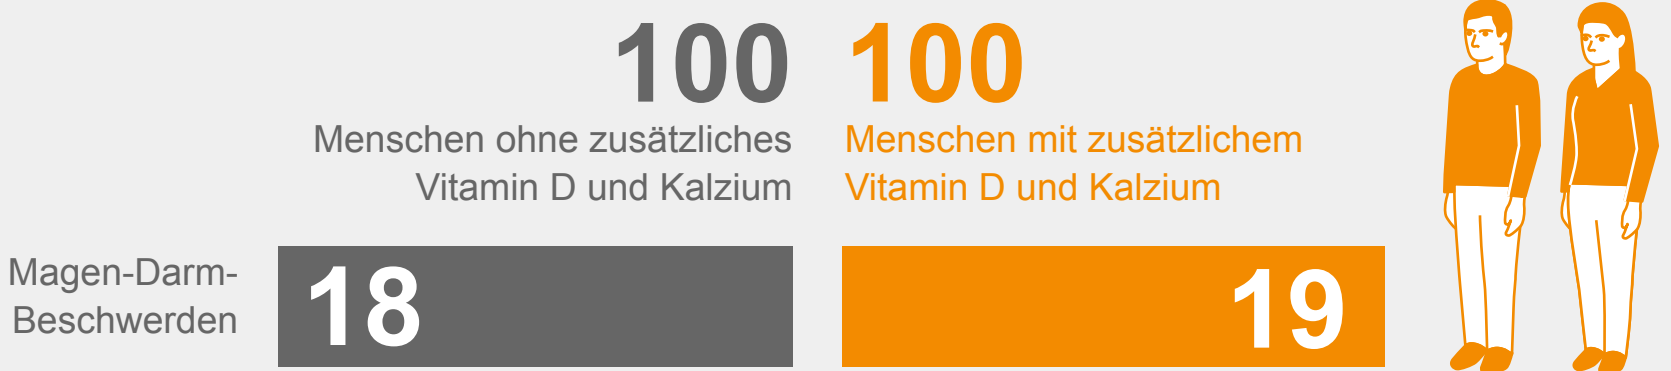 100
Menschen ohne zusätzliches
Vitamin D und Kalzium
100
Menschen mit zusätzlichem
Vitamin D und Kalzium
Magen-Darm-
Beschwerden
18
19